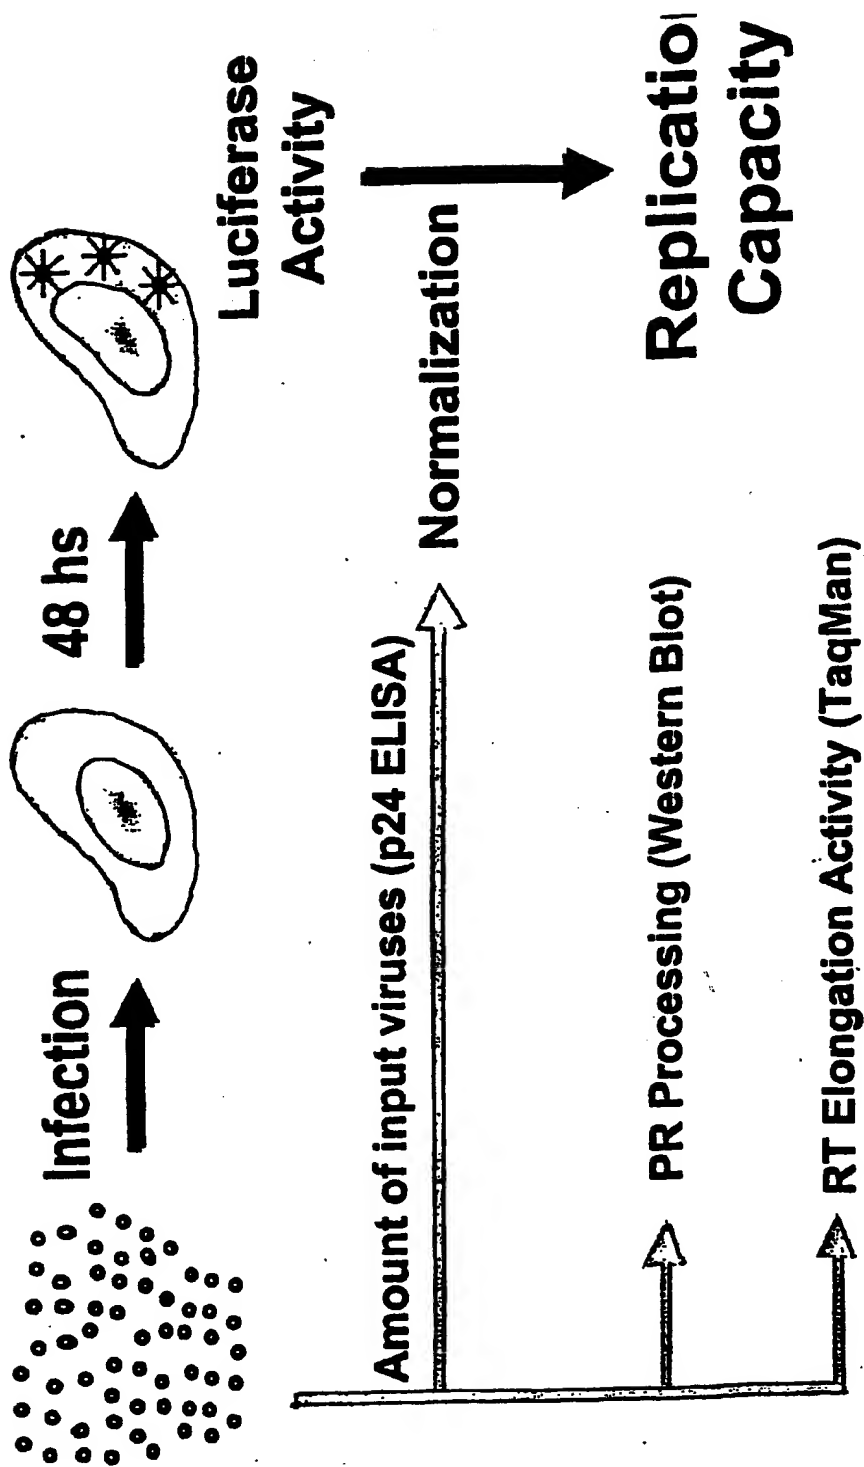 Infection
48 hs
Luciferase
Activity
Amount of input viruses (p24 ELISA)
Normalization
PR Processing (Western Blot)
Replicatio
Capacity
RT Elongation Activity (TaqMan)